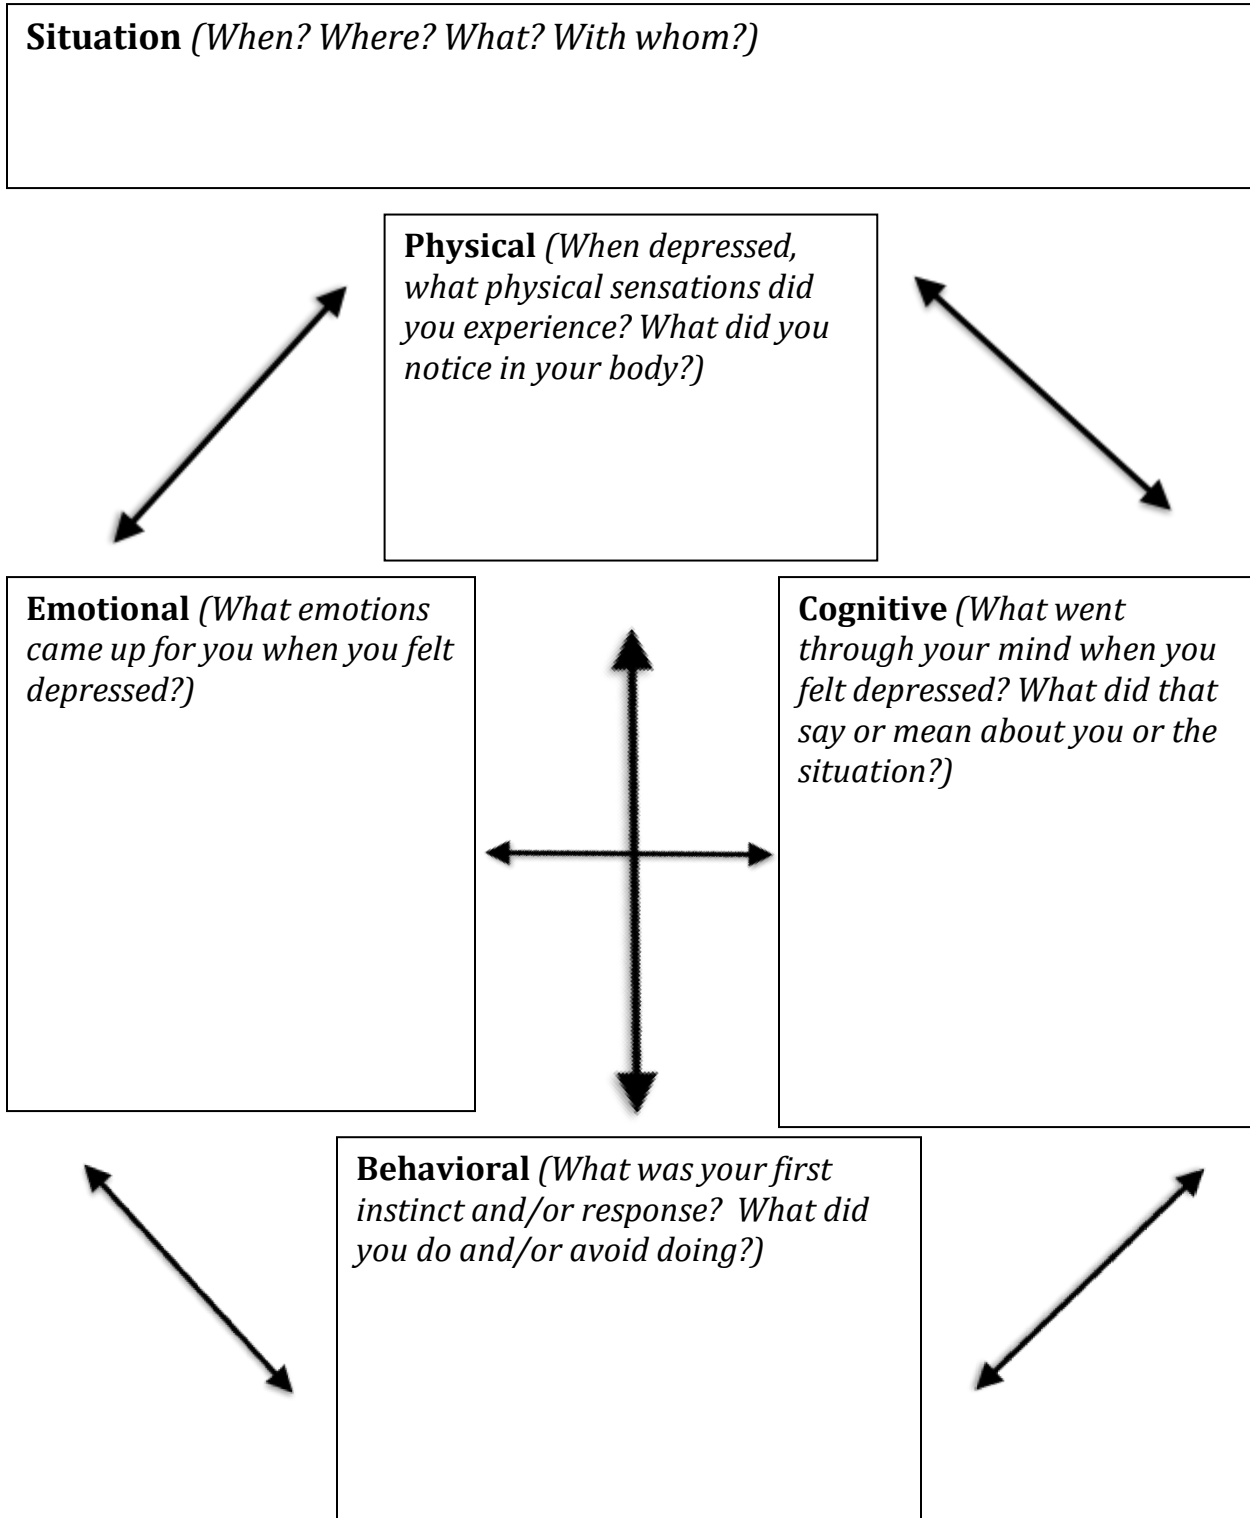 Situation (When? Where? What? With whom?)
Physical (When depressed,
what physical sensations did
you experience? What did you
notice in your body?)
Emotional (What emotions
came up for you when you felt
depressed?)
Cognitive (What went
through your mind when you
felt depressed? What did that
say or mean about you or the
situation?)
Behavioral (What was your first
instinct and/or response?  What did
you do and/or avoid doing?)